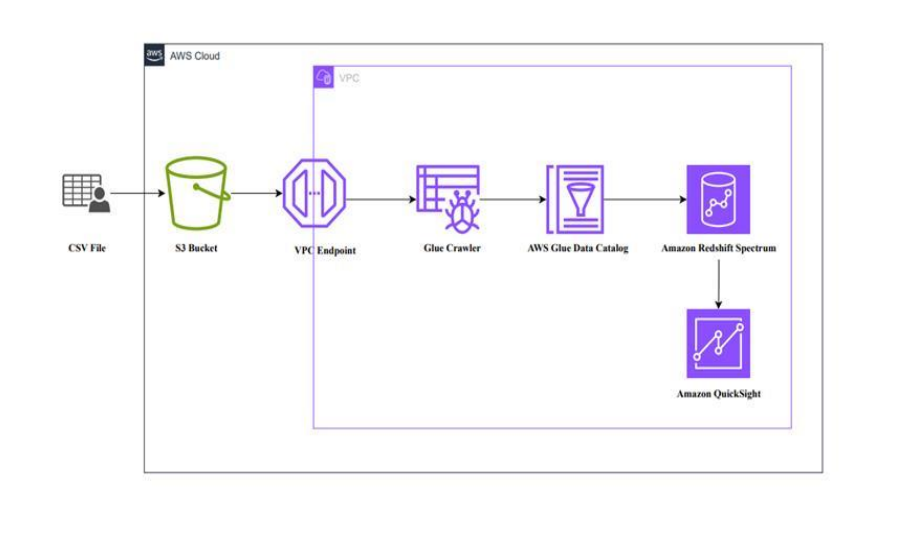 aws
AWS Cloud
VPC
CSV File
S3 Bucket
VPC Endpoint
Glue Crawler
AWS Glue Data Catalog
Amazon Redshift Spectrum
Amazon QuickSight